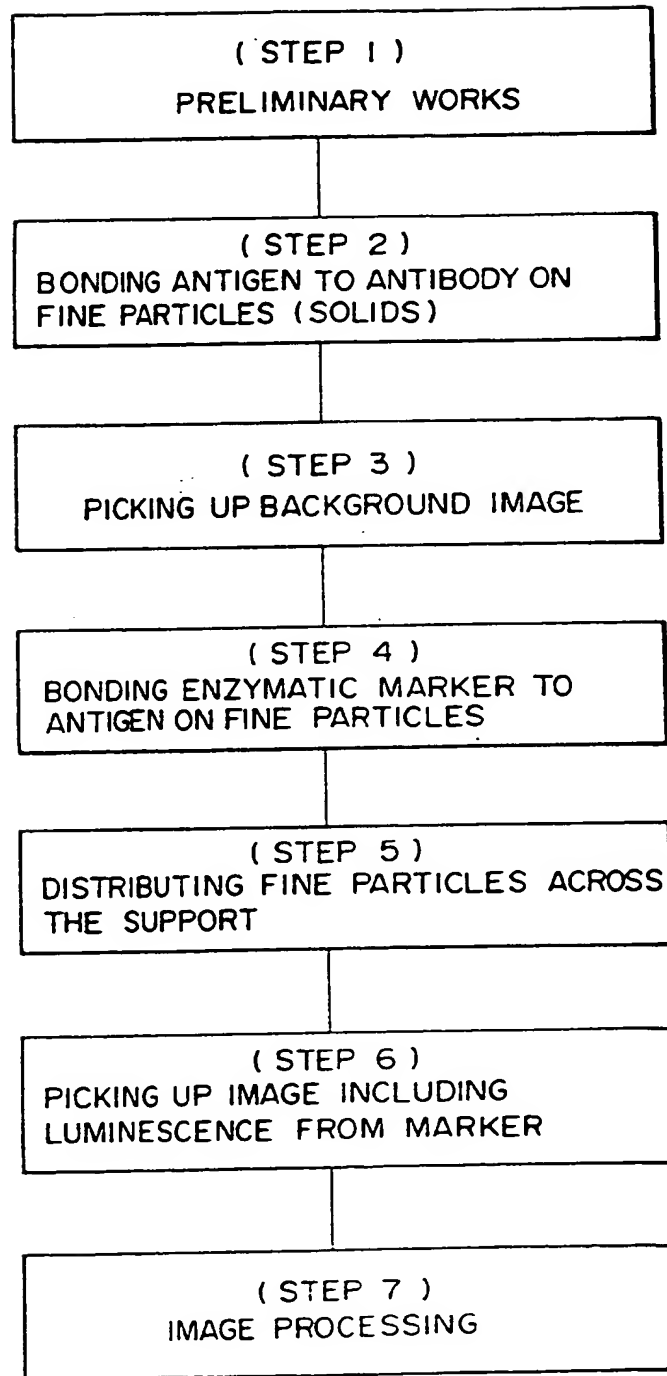 ( STEP 1 )
PRELIMINARY WORKS
( STEP 2 )
BONDING ANTIGEN TO ANTIBODY ON
FINE PARTICLES (SOLIDS)
( STEP 3 )
PICKING UP BACKGROUND IMAGE
( STEP 4 )
BONDING ENZYMATIC MARKER TO
ANTIGEN ON FINE PARTICLES
( STEP 5 )
DISTRIBUTING FINE PARTICLES ACROSS
THE SUPPORT
( STEP 6 )
PICKING UP IMAGE INCLUDING
LUMINESCENCE FROM MARKER
( STEP 7 )
IMAGE PROCESSING